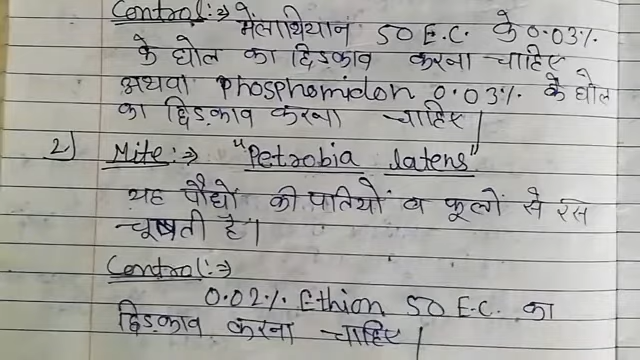 Control:⇒
मेलाथियान 50 E.C. के 0.03%
के घोल का छिड़काव करना चाहिए
अथवा Phosphomidon 0.03% के घोल
का छिड़काव करना चाहिए|
2) Mite:⇒ "Petrobia latens"
यह पौधो की पतियों व फूलों से रस
चूषती है।
Control:⇒
0.02% Ethion 50 E.C. का
छिड़काव करना चाहिए|